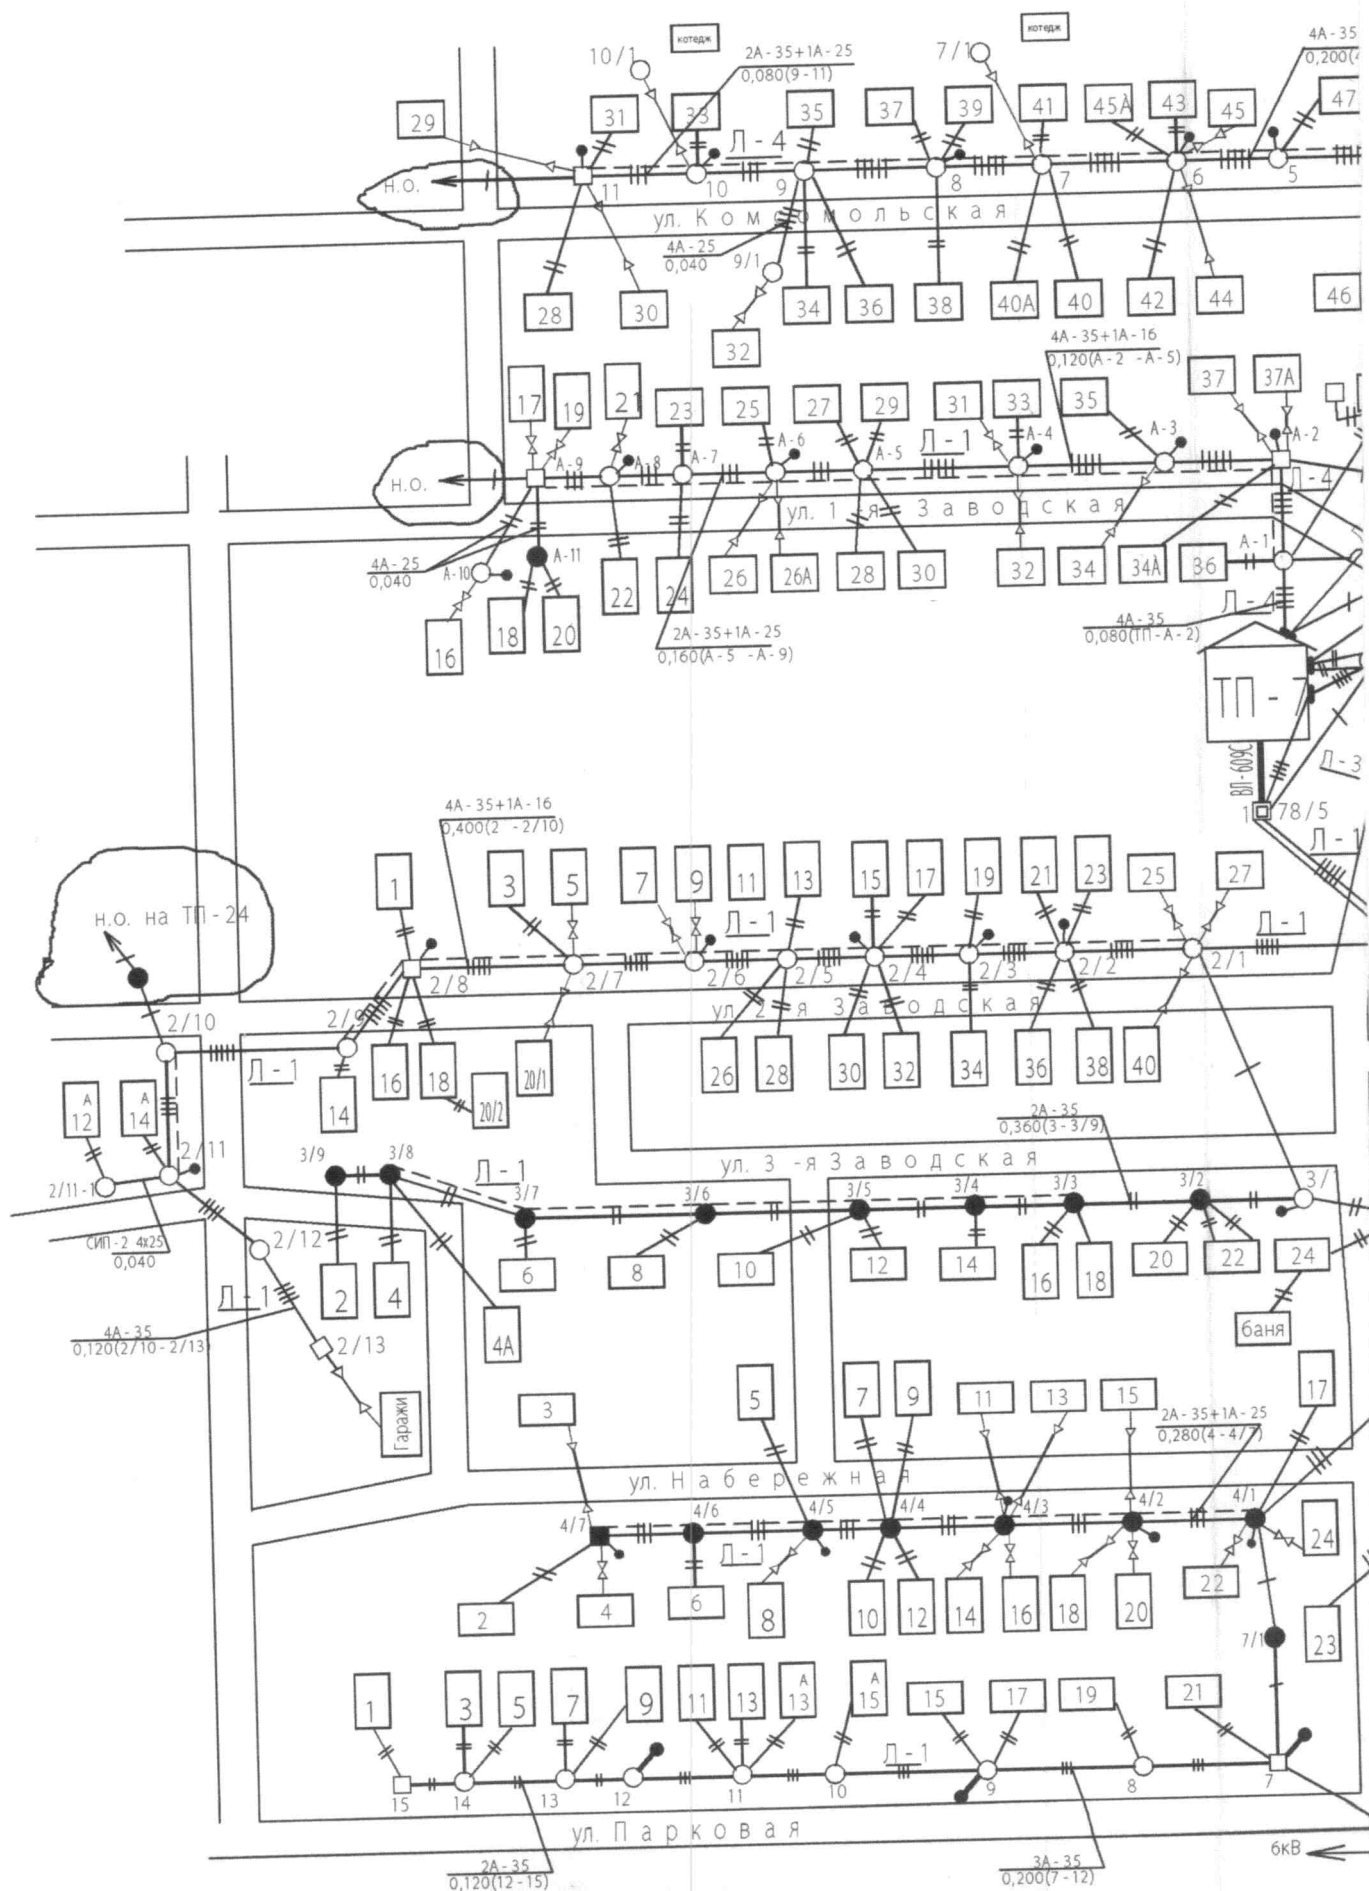 котедж
котедж
10/1
2А-35+1А-25
0,080(9-11)
7/1
4А-35
29
31
33
35
37
39
41
45А
43
45
47
Л-4
н.о.
11
10
9
8
7
6
5
ул. Комсомольская
4А-25
0,040
9/1
28
30
32
34
36
38
40А
40
42
44
46
4А-35+1А-16
0,120(А-2 -А-5)
17
19
21
23
25
27
29
31
33
35
37
37А
н.о.
А-9
А-8
А-7
А-6
А-5
Л-1
А-4
А-3
А-2
Л-4
ул. 1-я Заводская
4А-25
0,040
А-10
А-11
16
18
20
22
24
26
26А
28
30
32
34
34А
36
А-1
Л-4
2А-35+1А-25
0,160(А-5 -А-9)
4А-35
0,080(ТП-А-2)
ТП-7
ВЛ-609С
Л-3
1
78/5
Л-1
4А-35+1А-16
0,400(2 -2/10)
1
3
5
7
9
11
13
15
17
19
21
23
25
27
н.о. на ТП-24
Л-1
Л-1
2/10
2/9
2/8
2/7
2/6
2/5
2/4
2/3
2/2
2/1
ул. 2-я Заводская
Л-1
14
16
18
20/2
20/1
26
28
30
32
34
36
38
40
А
12
А
14
2/11
2/11-1
СИП-2 4х25
0,040
2А-35
0,360(3-3/9)
ул. 3-я Заводская
3/9
3/8
Л-1
3/7
3/6
3/5
3/4
3/3
3/2
2/12
2
4
4А
6
8
10
12
14
16
18
20
22
24
баня
Л-1
4А-35
0,120(2/10-2/13)
2/13
Гаражи
3
5
7
9
11
13
15
17
2А-35+1А-25
0,280(4-4/7)
ул. Набережная
4/7
4/6
4/5
4/4
4/3
4/2
4/1
Л-1
2
4
6
8
10
12
14
16
18
20
22
24
23
7/1
1
3
5
7
9
11
13
А
13
А
15
15
17
19
21
Л-1
15
14
13
12
11
10
9
8
7
ул. Парковая
2А-35
0,120(12-15)
3А-35
0,200(7-12)
6кВ